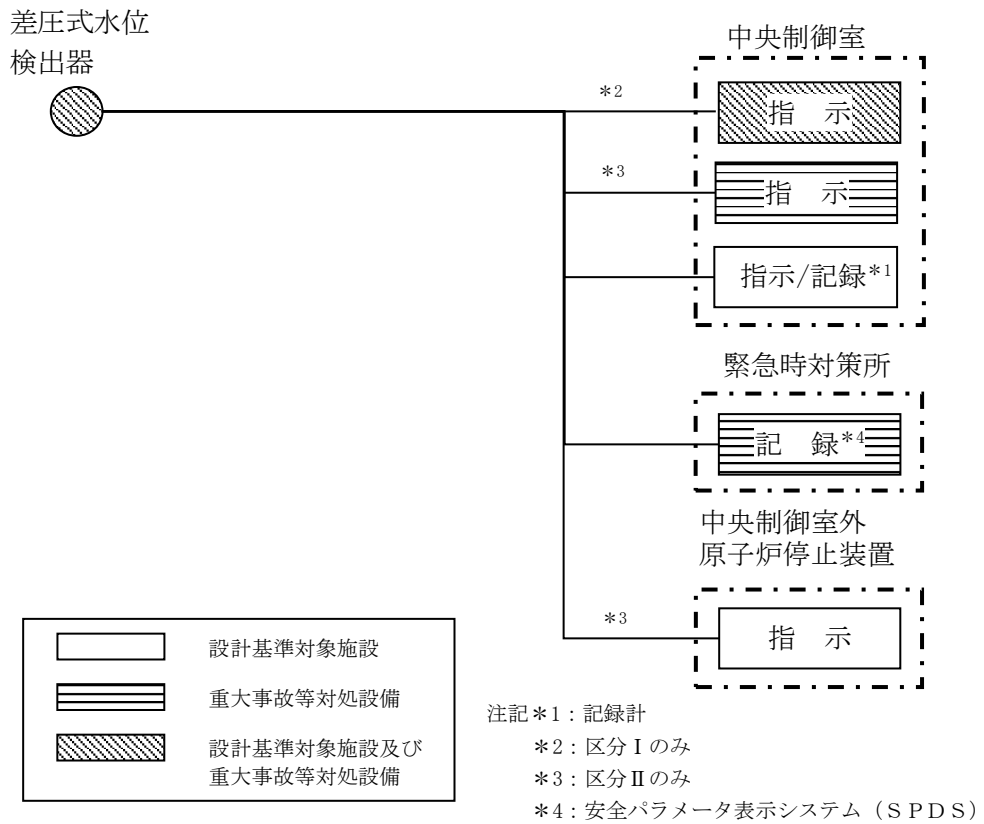 差圧式水位
検出器
中央制御室
*2
指　示
*3
指　示
指示/記録*1
緊急時対策所
記　録*4
中央制御室外
原子炉停止装置
*3
指　示
設計基準対象施設
重大事故等対処設備
設計基準対象施設及び
重大事故等対処設備
注記*1：記録計
*2：区分Ⅰのみ
*3：区分Ⅱのみ
*4：安全パラメータ表示システム（ＳＰＤＳ）